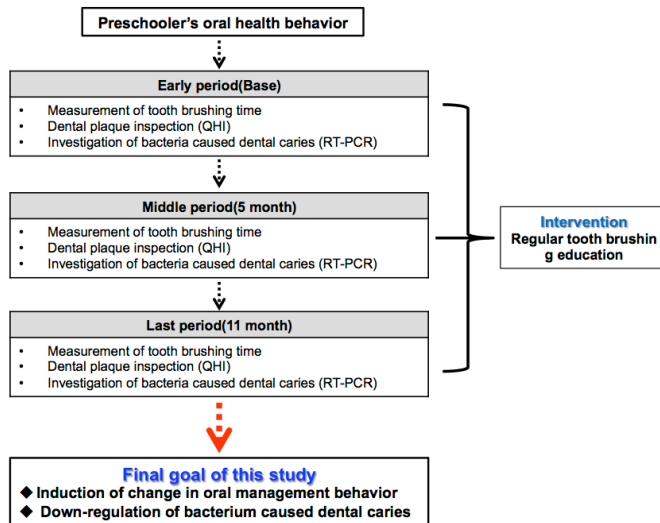 Preschooler's oral health behavior
Early period(Base)
• Measurement of tooth brushing time
• Dental plaque inspection (QHI)
• Investigation of bacteria caused dental caries (RT-PCR)
Middle period(5 month)
• Measurement of tooth brushing time
• Dental plaque inspection (QHI)
• Investigation of bacteria caused dental caries (RT-PCR)
Intervention
Regular tooth brushin
g education
Last period(11 month)
• Measurement of tooth brushing time
• Dental plaque inspection (QHI)
• Investigation of bacteria caused dental caries (RT-PCR)
Final goal of this study
◆ Induction of change in oral management behavior
◆ Down-regulation of bacterium caused dental caries